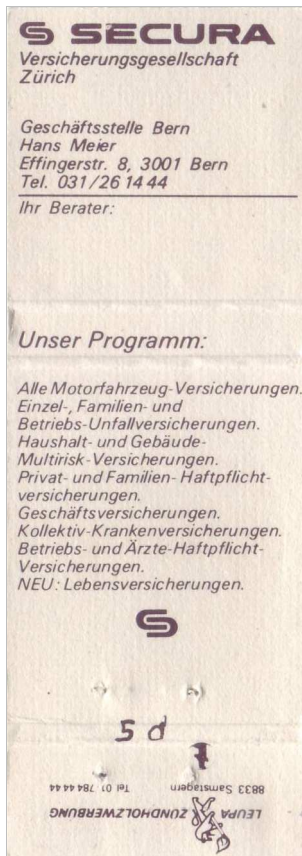 SECURA
Versicherungsgesellschaft
Zürich
Geschäftsstelle Bern
Hans Meier
Effingerstr. 8, 3001 Bern
Tel. 031/26 14 44
Ihr Berater:
Unser Programm:
Alle Motorfahrzeug-Versicherungen.
Einzel-, Familien- und
Betriebs-Unfallversicherungen.
Haushalt- und Gebäude-
Multirisk-Versicherungen.
Privat- und Familien- Haftpflicht-
versicherungen.
Geschäftsversicherungen.
Kollektiv-Krankenversicherungen.
Betriebs- und Ärzte-Haftpflicht-
Versicherungen.
NEU: Lebensversicherungen.
LEUPA ZÜNDHOLZWERBUNG
8833 Samstagern Tel 01 784 44 44